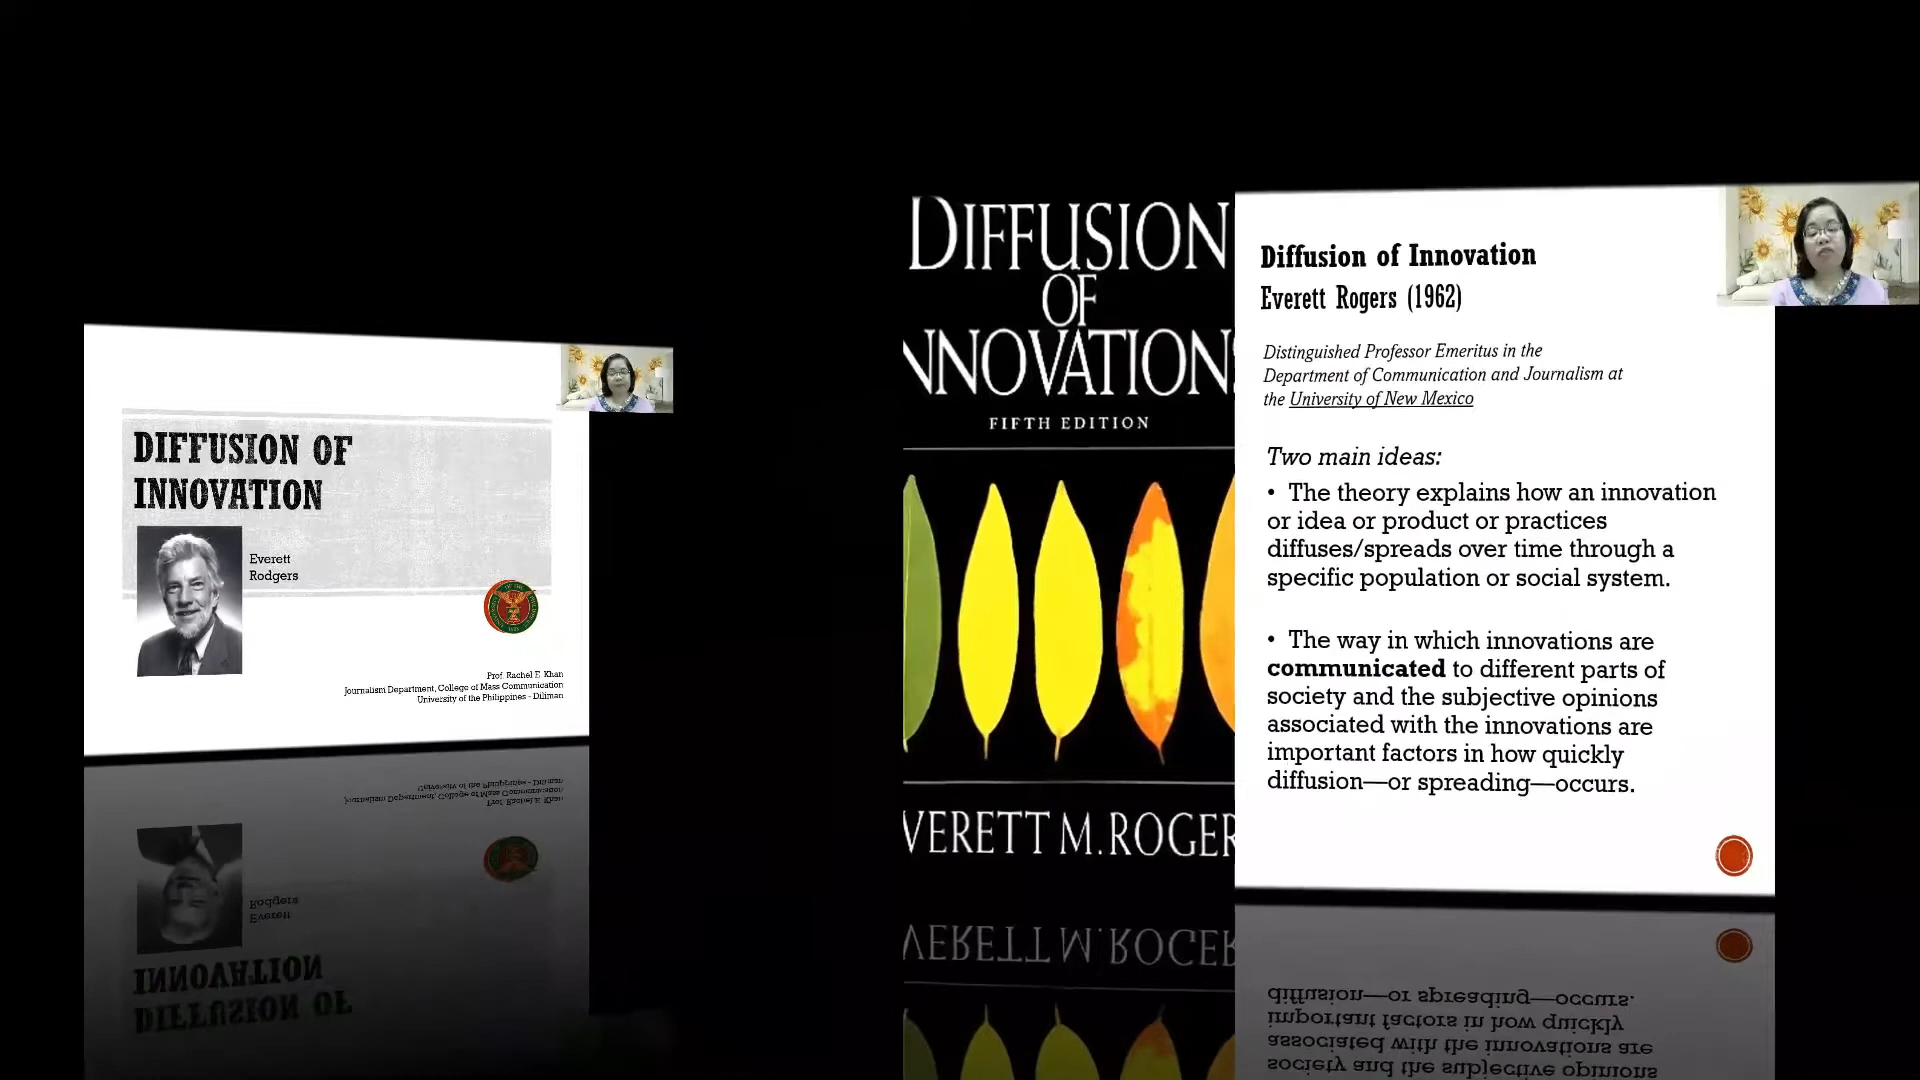 DIFFUSION OF
INNOVATION
Everett
Rodgers
Prof. Rachel E. Khan
Journalism Department, College of Mass Communication
University of the Philippines - Diliman
DIFFUSION
OF
NNOVATION
FIFTH EDITION
VERETT M. ROGER
Diffusion of Innovation
Everett Rogers (1962)
Distinguished Professor Emeritus in the
Department of Communication and Journalism at
the University of New Mexico
Two main ideas:
• The theory explains how an innovation
or idea or product or practices
diffuses/spreads over time through a
specific population or social system.
• The way in which innovations are
communicated to different parts of
society and the subjective opinions
associated with the innovations are
important factors in how quickly
diffusion—or spreading—occurs.